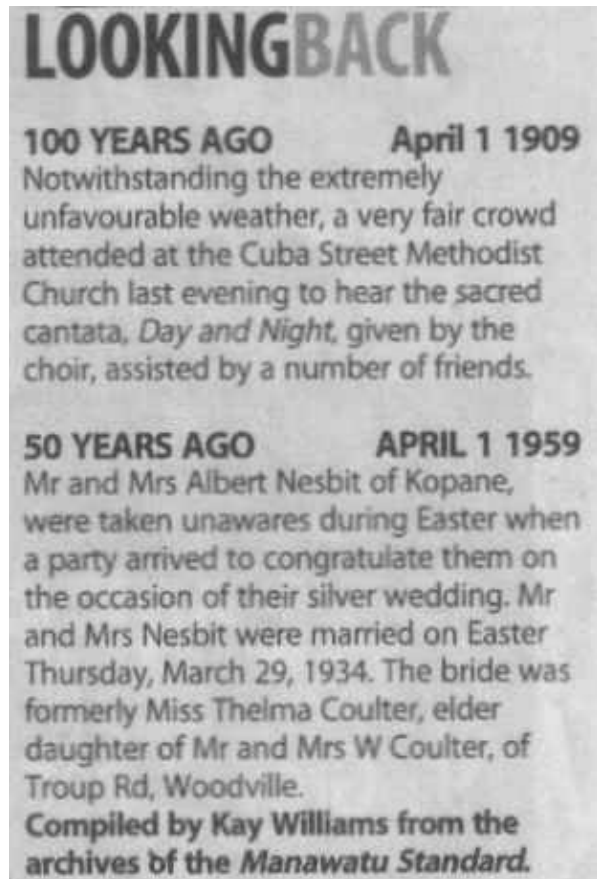 LOOKINGBACK
100 YEARS AGO April 1 1909
Notwithstanding the extremely
unfavourable weather, a very fair crowd
attended at the Cuba Street Methodist
Church last evening to hear the sacred
cantata, Day and Night, given by the
choir, assisted by a number of friends.
50 YEARS AGO APRIL 1 1959
Mr and Mrs Albert Nesbit of Kopane,
were taken unawares during Easter when
a party arrived to congratulate them on
the occasion of their silver wedding. Mr
and Mrs Nesbit were married on Easter
Thursday, March 29, 1934. The bride was
formerly Miss Thelma Coulter, elder
daughter of Mr and Mrs W Coulter, of
Troup Rd, Woodville.
Compiled by Kay Williams from the
archives of the Manawatu Standard.